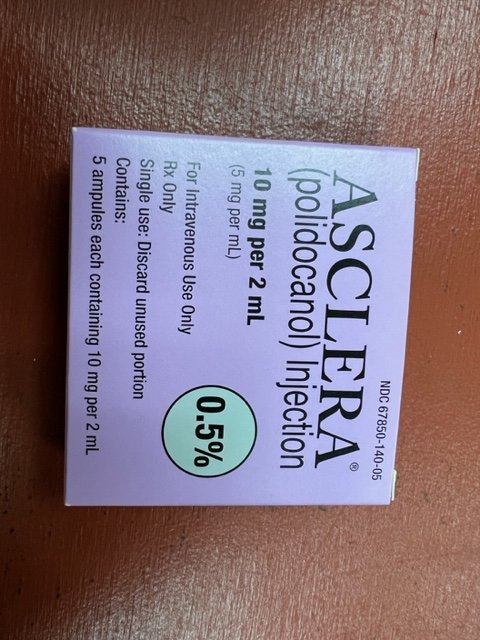 NDC 67850-140-05
ASCLERA®
(polidocanol) Injection
10 mg per 2 mL
(5 mg per mL)
0.5%
For Intravenous Use Only
Rx Only
Single use: Discard unused portion
Contains:
5 ampules each containing 10 mg per 2 mL